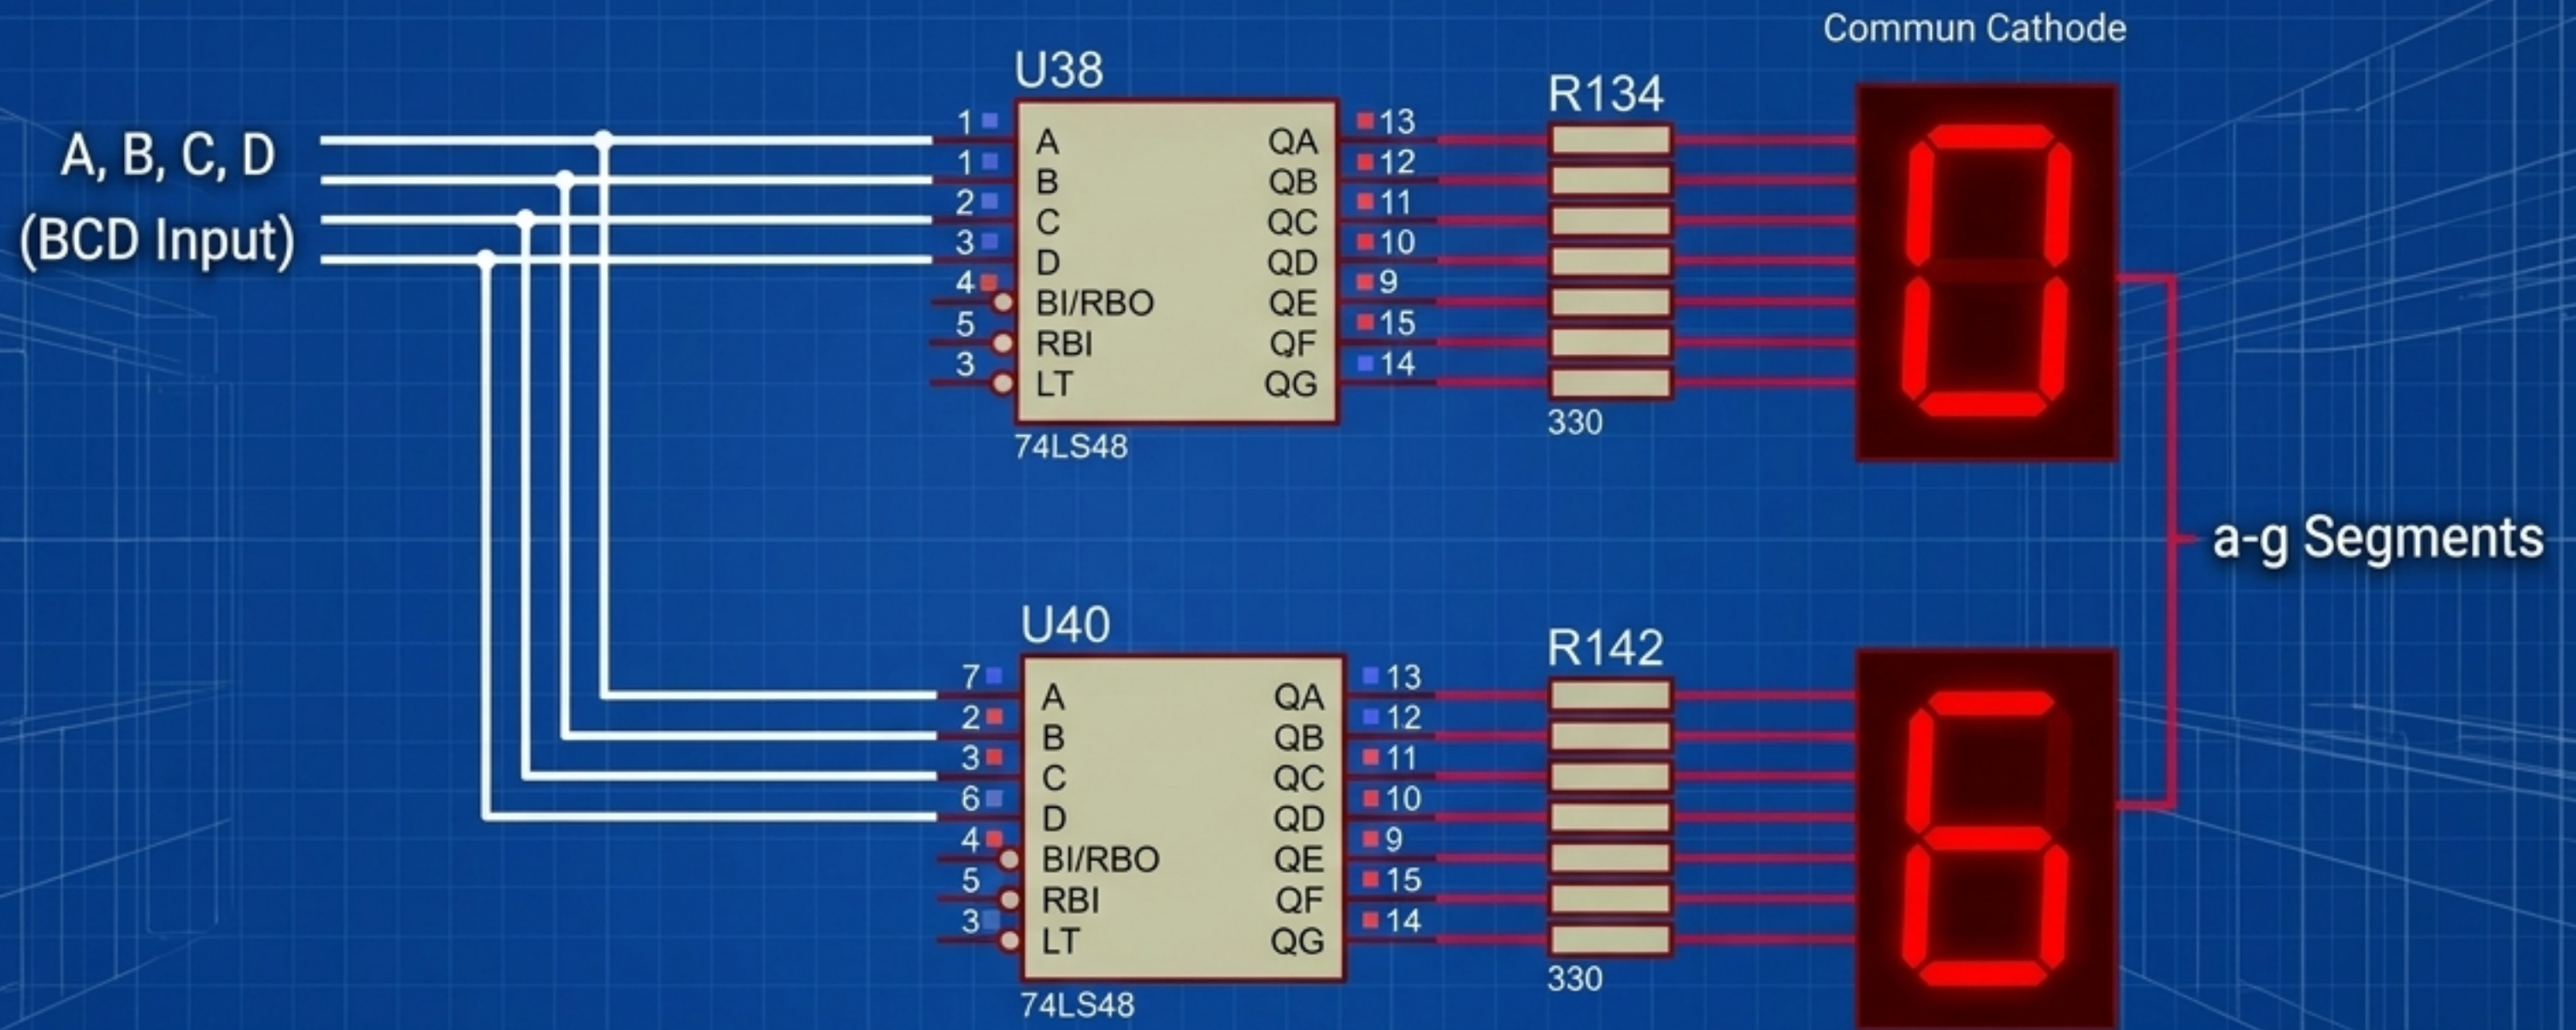 Commun Cathode
A, B, C, D
(BCD Input)
U38
1 A QA 13
1 B QB 12
2 C QC 11
3 D QD 10
4 BI/RBO QE 9
5 RBI QF 15
3 LT QG 14
74LS48
R134
330
a-g Segments
U40
7 A QA 13
2 B QB 12
3 C QC 11
6 D QD 10
4 BI/RBO QE 9
5 RBI QF 15
3 LT QG 14
74LS48
R142
330
0
6